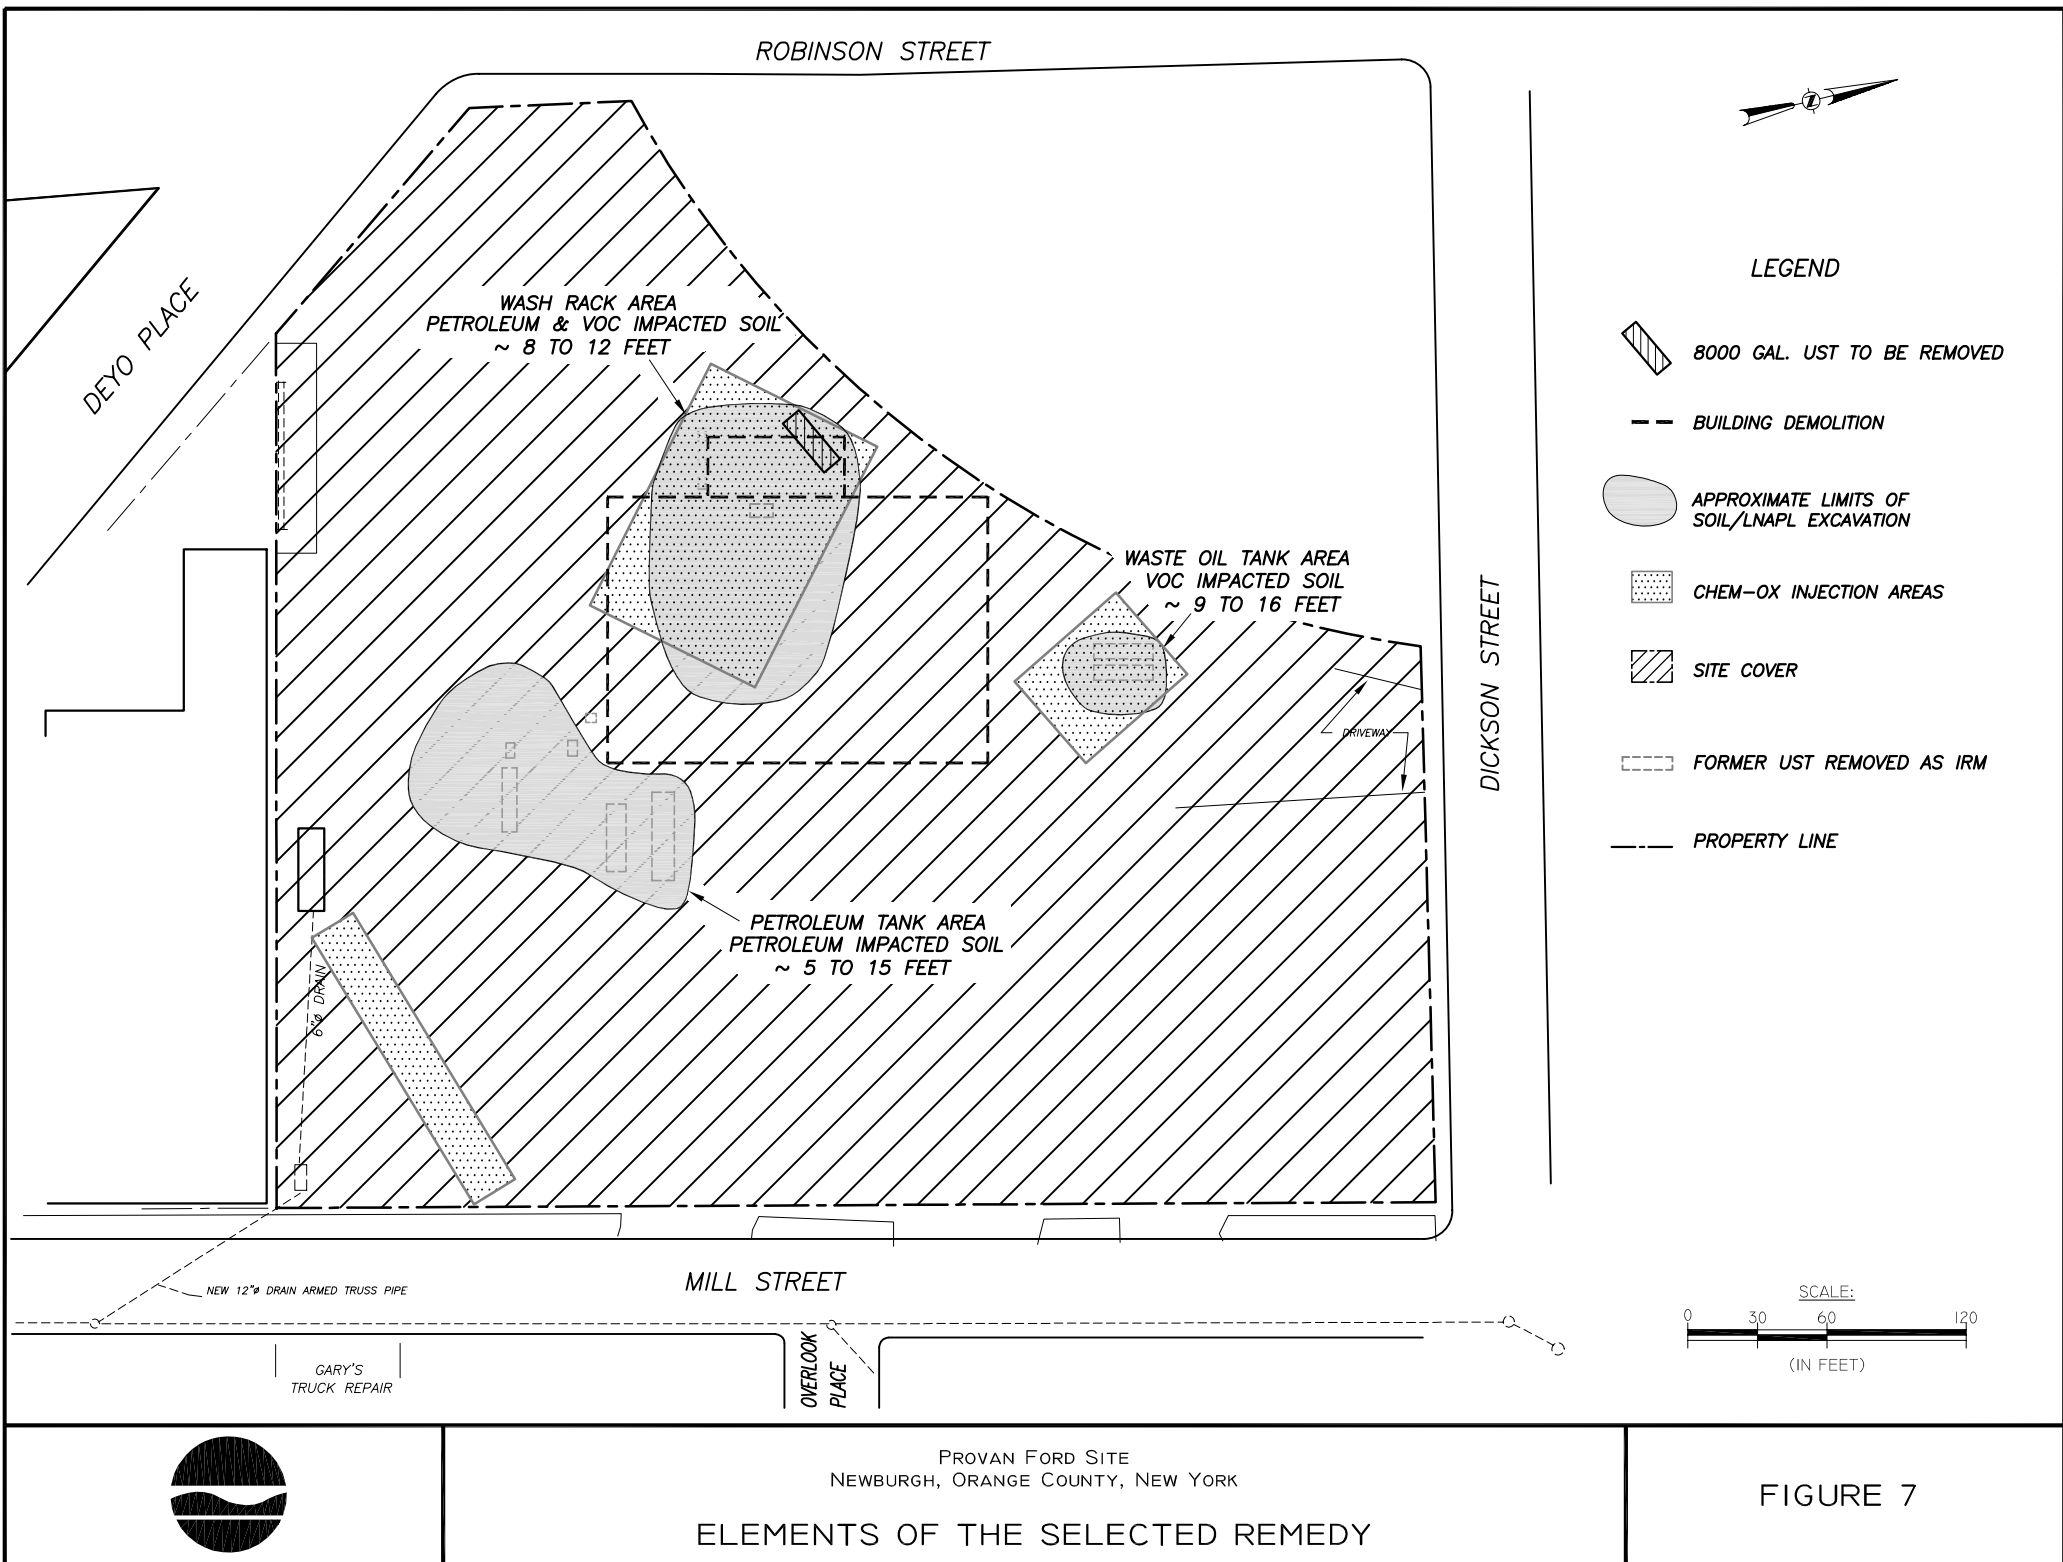 ROBINSON STREET
Z
DEYO PLACE
WASH RACK AREA
PETROLEUM & VOC IMPACTED SOIL
~ 8 TO 12 FEET
WASTE OIL TANK AREA
VOC IMPACTED SOIL
~ 9 TO 16 FEET
DICKSON STREET
DRIVEWAY
PETROLEUM TANK AREA
PETROLEUM IMPACTED SOIL
~ 5 TO 15 FEET
6"ø DRAIN
MILL STREET
NEW 12"ø DRAIN ARMED TRUSS PIPE
GARY'S
TRUCK REPAIR
OVERLOOK
PLACE
LEGEND
8000 GAL. UST TO BE REMOVED
BUILDING DEMOLITION
APPROXIMATE LIMITS OF
SOIL/LNAPL EXCAVATION
CHEM-OX INJECTION AREAS
SITE COVER
FORMER UST REMOVED AS IRM
PROPERTY LINE
SCALE:
0 30 60 120
(IN FEET)
PROVAN FORD SITE
NEWBURGH, ORANGE COUNTY, NEW YORK
ELEMENTS OF THE SELECTED REMEDY
FIGURE 7